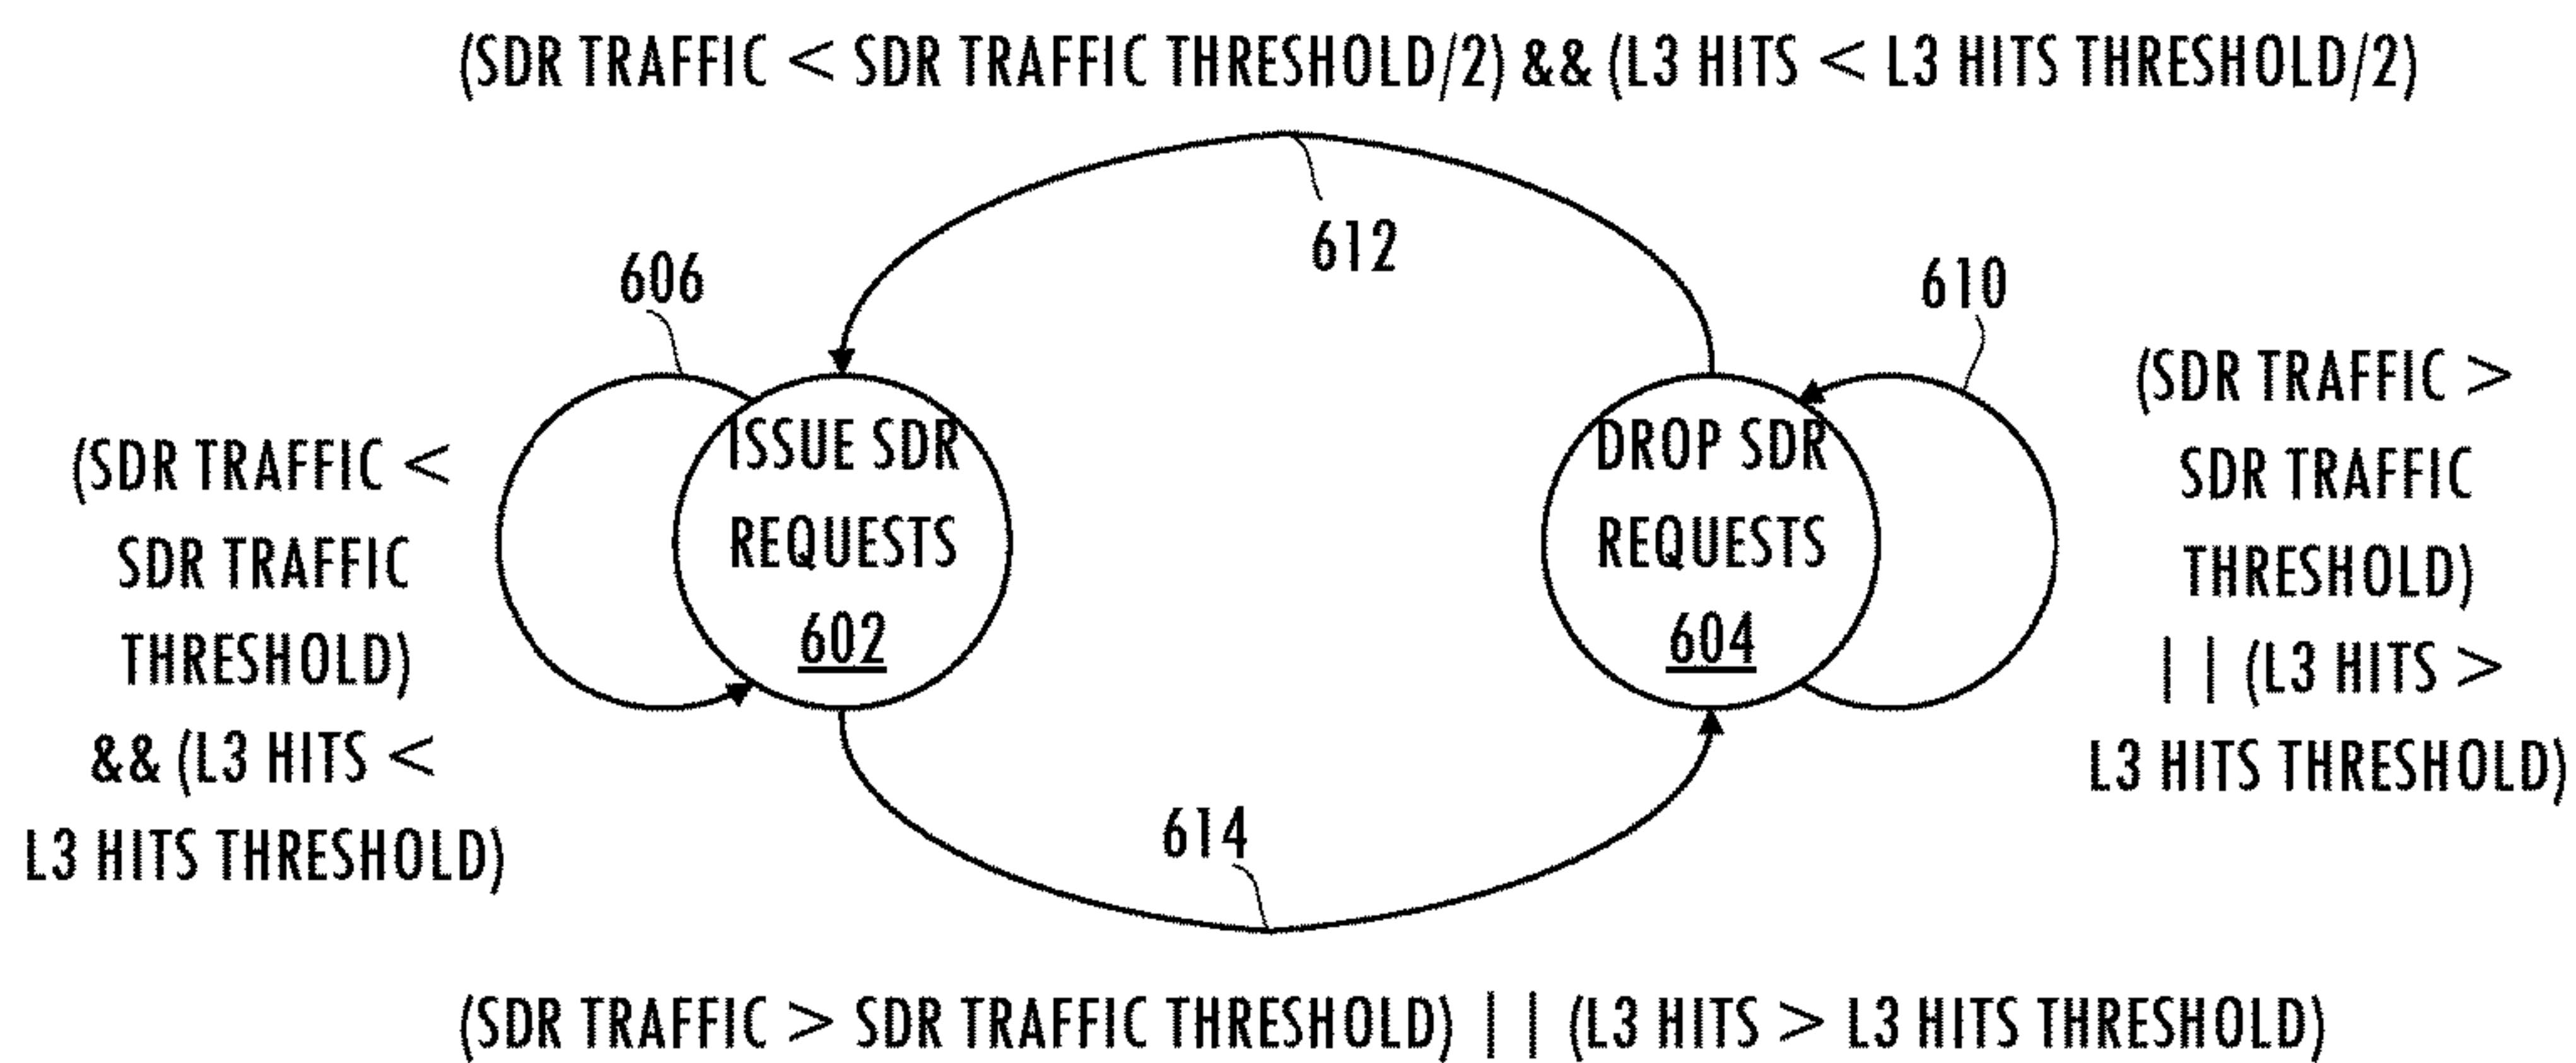 (SDR TRAFFIC < SDR TRAFFIC THRESHOLD/2) && (L3 HITS < L3 HITS THRESHOLD/2)
612
606
610
(SDR TRAFFIC <
SDR TRAFFIC
THRESHOLD)
&& (L3 HITS <
L3 HITS THRESHOLD)
ISSUE SDR
REQUESTS
602
DROP SDR
REQUESTS
604
(SDR TRAFFIC >
SDR TRAFFIC
THRESHOLD)
| | (L3 HITS >
L3 HITS THRESHOLD)
614
(SDR TRAFFIC > SDR TRAFFIC THRESHOLD) | | (L3 HITS > L3 HITS THRESHOLD)